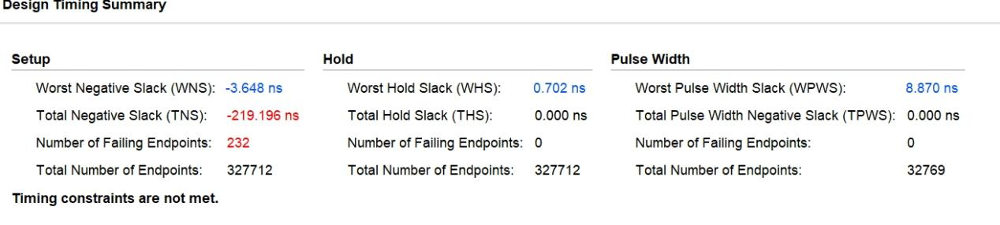 Design Timing Summary
Setup
Worst Negative Slack (WNS): -3.648 ns
Total Negative Slack (TNS): -219.196 ns
Number of Failing Endpoints: 232
Total Number of Endpoints: 327712
Hold
Worst Hold Slack (WHS): 0.702 ns
Total Hold Slack (THS): 0.000 ns
Number of Failing Endpoints: 0
Total Number of Endpoints: 327712
Pulse Width
Worst Pulse Width Slack (WPWS): 8.870 ns
Total Pulse Width Negative Slack (TPWS): 0.000 ns
Number of Failing Endpoints: 0
Total Number of Endpoints: 32769
Timing constraints are not met.